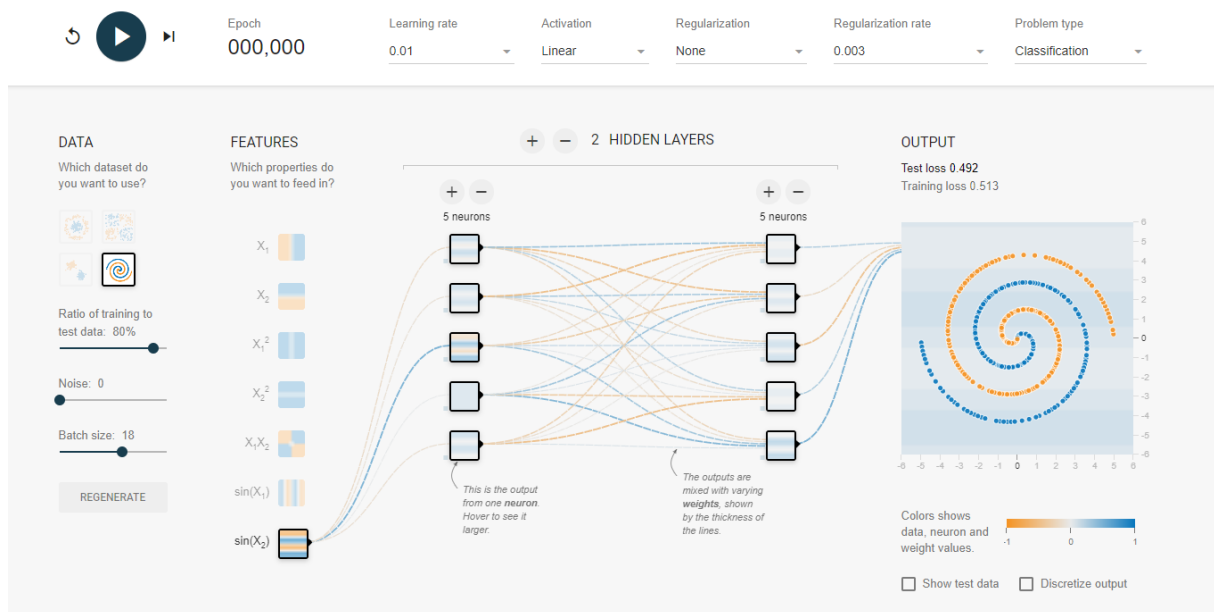 Epoch
000,000
Learning rate
0.01
Activation
Linear
Regularization
None
Regularization rate
0.003
Problem type
Classification
DATA
Which dataset do
you want to use?
Ratio of training to
test data: 80%
Noise: 0
Batch size: 18
REGENERATE
FEATURES
Which properties do
you want to feed in?
X₁
X₂
X₁²
X₂²
X₁X₂
sin(X₁)
sin(X₂)
+ − 2 HIDDEN LAYERS
+ −
5 neurons
+ −
5 neurons
This is the output
from one neuron.
Hover to see it
larger.
The outputs are
mixed with varying
weights, shown
by the thickness of
the lines.
OUTPUT
Test loss 0.492
Training loss 0.513
6
5
4
3
2
1
0
-1
-2
-3
-4
-5
-6
-6 -5 -4 -3 -2 -1 0 1 2 3 4 5 6
Colors shows
data, neuron and
weight values.
-1 0 1
Show test data
Discretize output